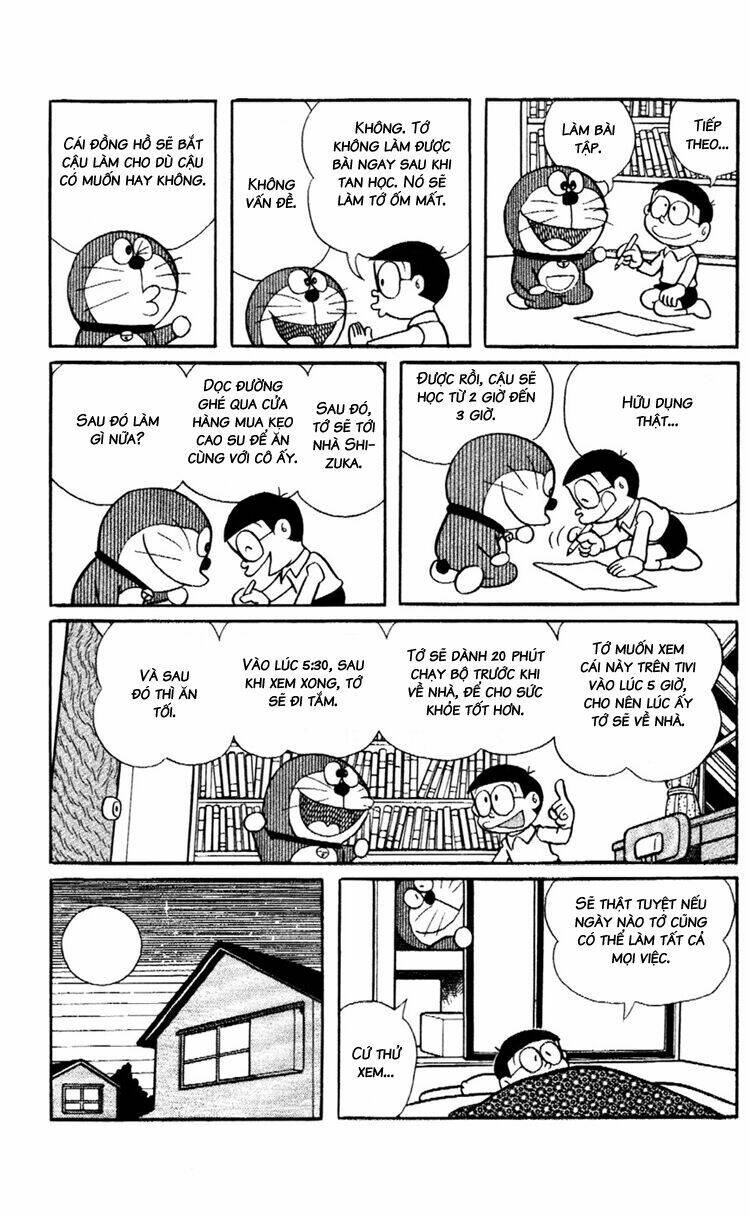 TIẾP
THEO...
LÀM BÀI
TẬP.
KHÔNG. TỚ
KHÔNG LÀM ĐƯỢC
BÀI NGAY SAU KHI
TAN HỌC. NÓ SẼ
LÀM TỚ ỐM MẤT.
KHÔNG
VẤN ĐỀ.
CÁI ĐỒNG HỒ SẼ BẮT
CẬU LÀM CHO DÙ CẬU
CÓ MUỐN HAY KHÔNG.
HỮU DỤNG
THẬT...
ĐƯỢC RỒI, CẬU SẼ
HỌC TỪ 2 GIỜ ĐẾN
3 GIỜ.
SAU ĐÓ,
TỚ SẼ TỚI
NHÀ SHI-
ZUKA.
DỌC ĐƯỜNG
GHÉ QUA CỬA
HÀNG MUA KẸO
CAO SU ĐỂ ĂN
CÙNG VỚI CÔ ẤY.
SAU ĐÓ LÀM
GÌ NỮA?
TỚ MUỐN XEM
CÁI NÀY TRÊN TIVI
VÀO LÚC 5 GIỜ,
CHO NÊN LÚC ẤY
TỚ SẼ VỀ NHÀ.
TỚ SẼ DÀNH 20 PHÚT
CHẠY BỘ TRƯỚC KHI
VỀ NHÀ, ĐỂ CHO SỨC
KHỎE TỐT HƠN.
VÀO LÚC 5:30, SAU
KHI XEM XONG, TỚ
SẼ ĐI TẮM.
VÀ SAU
ĐÓ THÌ ĂN
TỐI.
SẼ THẬT TUYỆT NẾU
NGÀY NÀO TỚ CŨNG
CÓ THỂ LÀM TẤT CẢ
MỌI VIỆC.
CỨ THỬ
XEM...